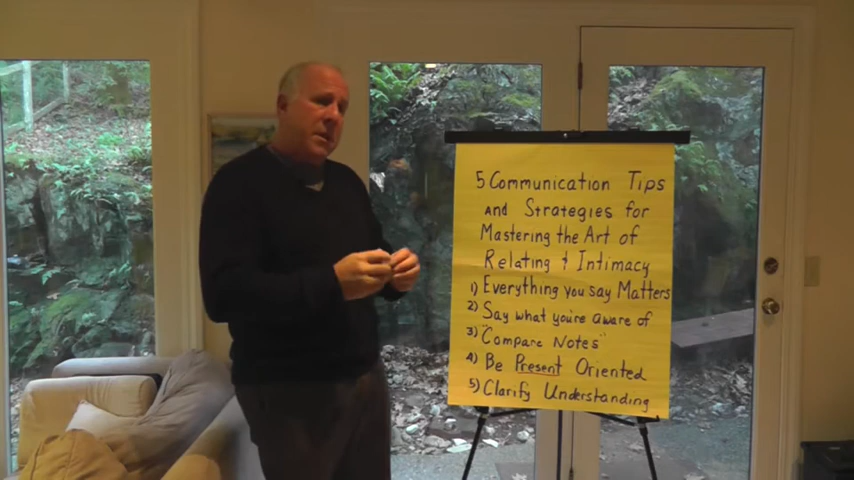 5 Communication Tips
And Strategies for
Mastering the Art of
Relating & Intimacy
1) Everything you say Matters
2) Say what you're aware of
3) "Compare Notes"
4) Be Present Oriented
5) Clarify Understanding